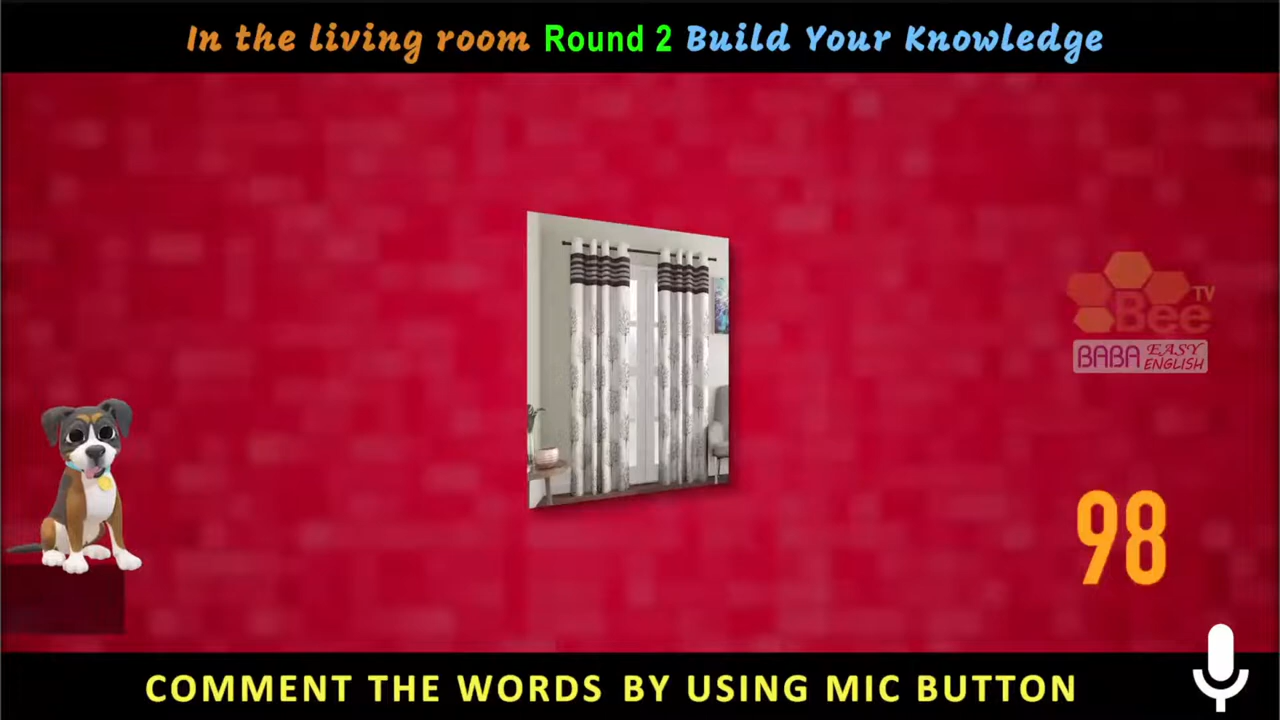 In the living room Round 2 Build Your Knowledge
Bee TV
BABA EASY ENGLISH
98
COMMENT THE WORDS BY USING MIC BUTTON